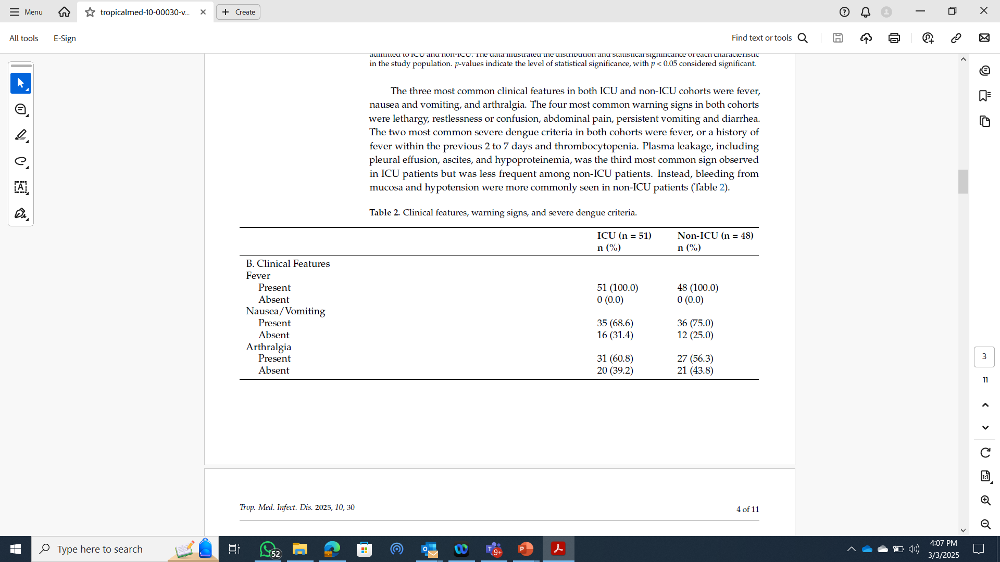 Menu
tropicalmed-10-00030-v...
Create
All tools
E-Sign
Find text or tools
admitted to ICU and non-ICU. The data illustrated the distribution and statistical significance of each characteristic
in the study population. p-values indicate the level of statistical significance, with p < 0.05 considered significant.
The three most common clinical features in both ICU and non-ICU cohorts were fever,
nausea and vomiting, and arthralgia. The four most common warning signs in both cohorts
were lethargy, restlessness or confusion, abdominal pain, persistent vomiting and diarrhea.
The two most common severe dengue criteria in both cohorts were fever, or a history of
fever within the previous 2 to 7 days and thrombocytopenia. Plasma leakage, including
pleural effusion, ascites, and hypoproteinemia, was the third most common sign observed
in ICU patients but was less frequent among non-ICU patients. Instead, bleeding from
mucosa and hypotension were more commonly seen in non-ICU patients (Table 2).
Table 2. Clinical features, warning signs, and severe dengue criteria.
ICU (n = 51) Non-ICU (n = 48)
n (%) n (%)
B. Clinical Features
Fever
Present 51 (100.0) 48 (100.0)
Absent 0 (0.0) 0 (0.0)
Nausea/Vomiting
Present 35 (68.6) 36 (75.0)
Absent 16 (31.4) 12 (25.0)
Arthralgia
Present 31 (60.8) 27 (56.3)
Absent 20 (39.2) 21 (43.8)
3
11
Trop. Med. Infect. Dis. 2025, 10, 30
4 of 11
Type here to search
52
9+
4:07 PM
3/3/2025